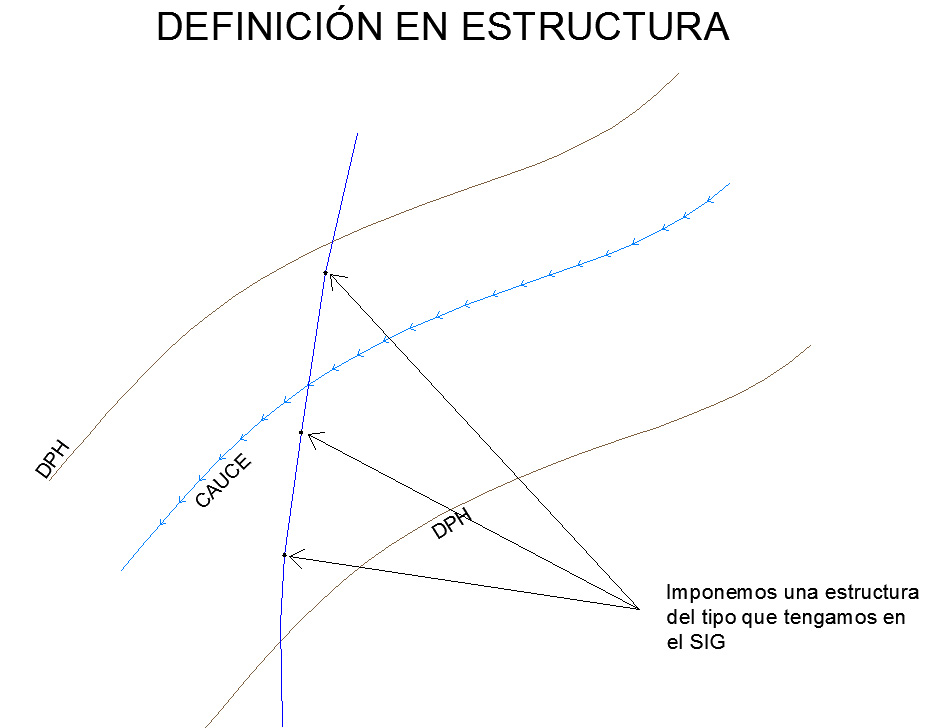 DEFINICIÓN EN ESTRUCTURA
DPH
CAUCE
DPH
Imponemos una estructura
del tipo que tengamos en
el SIG